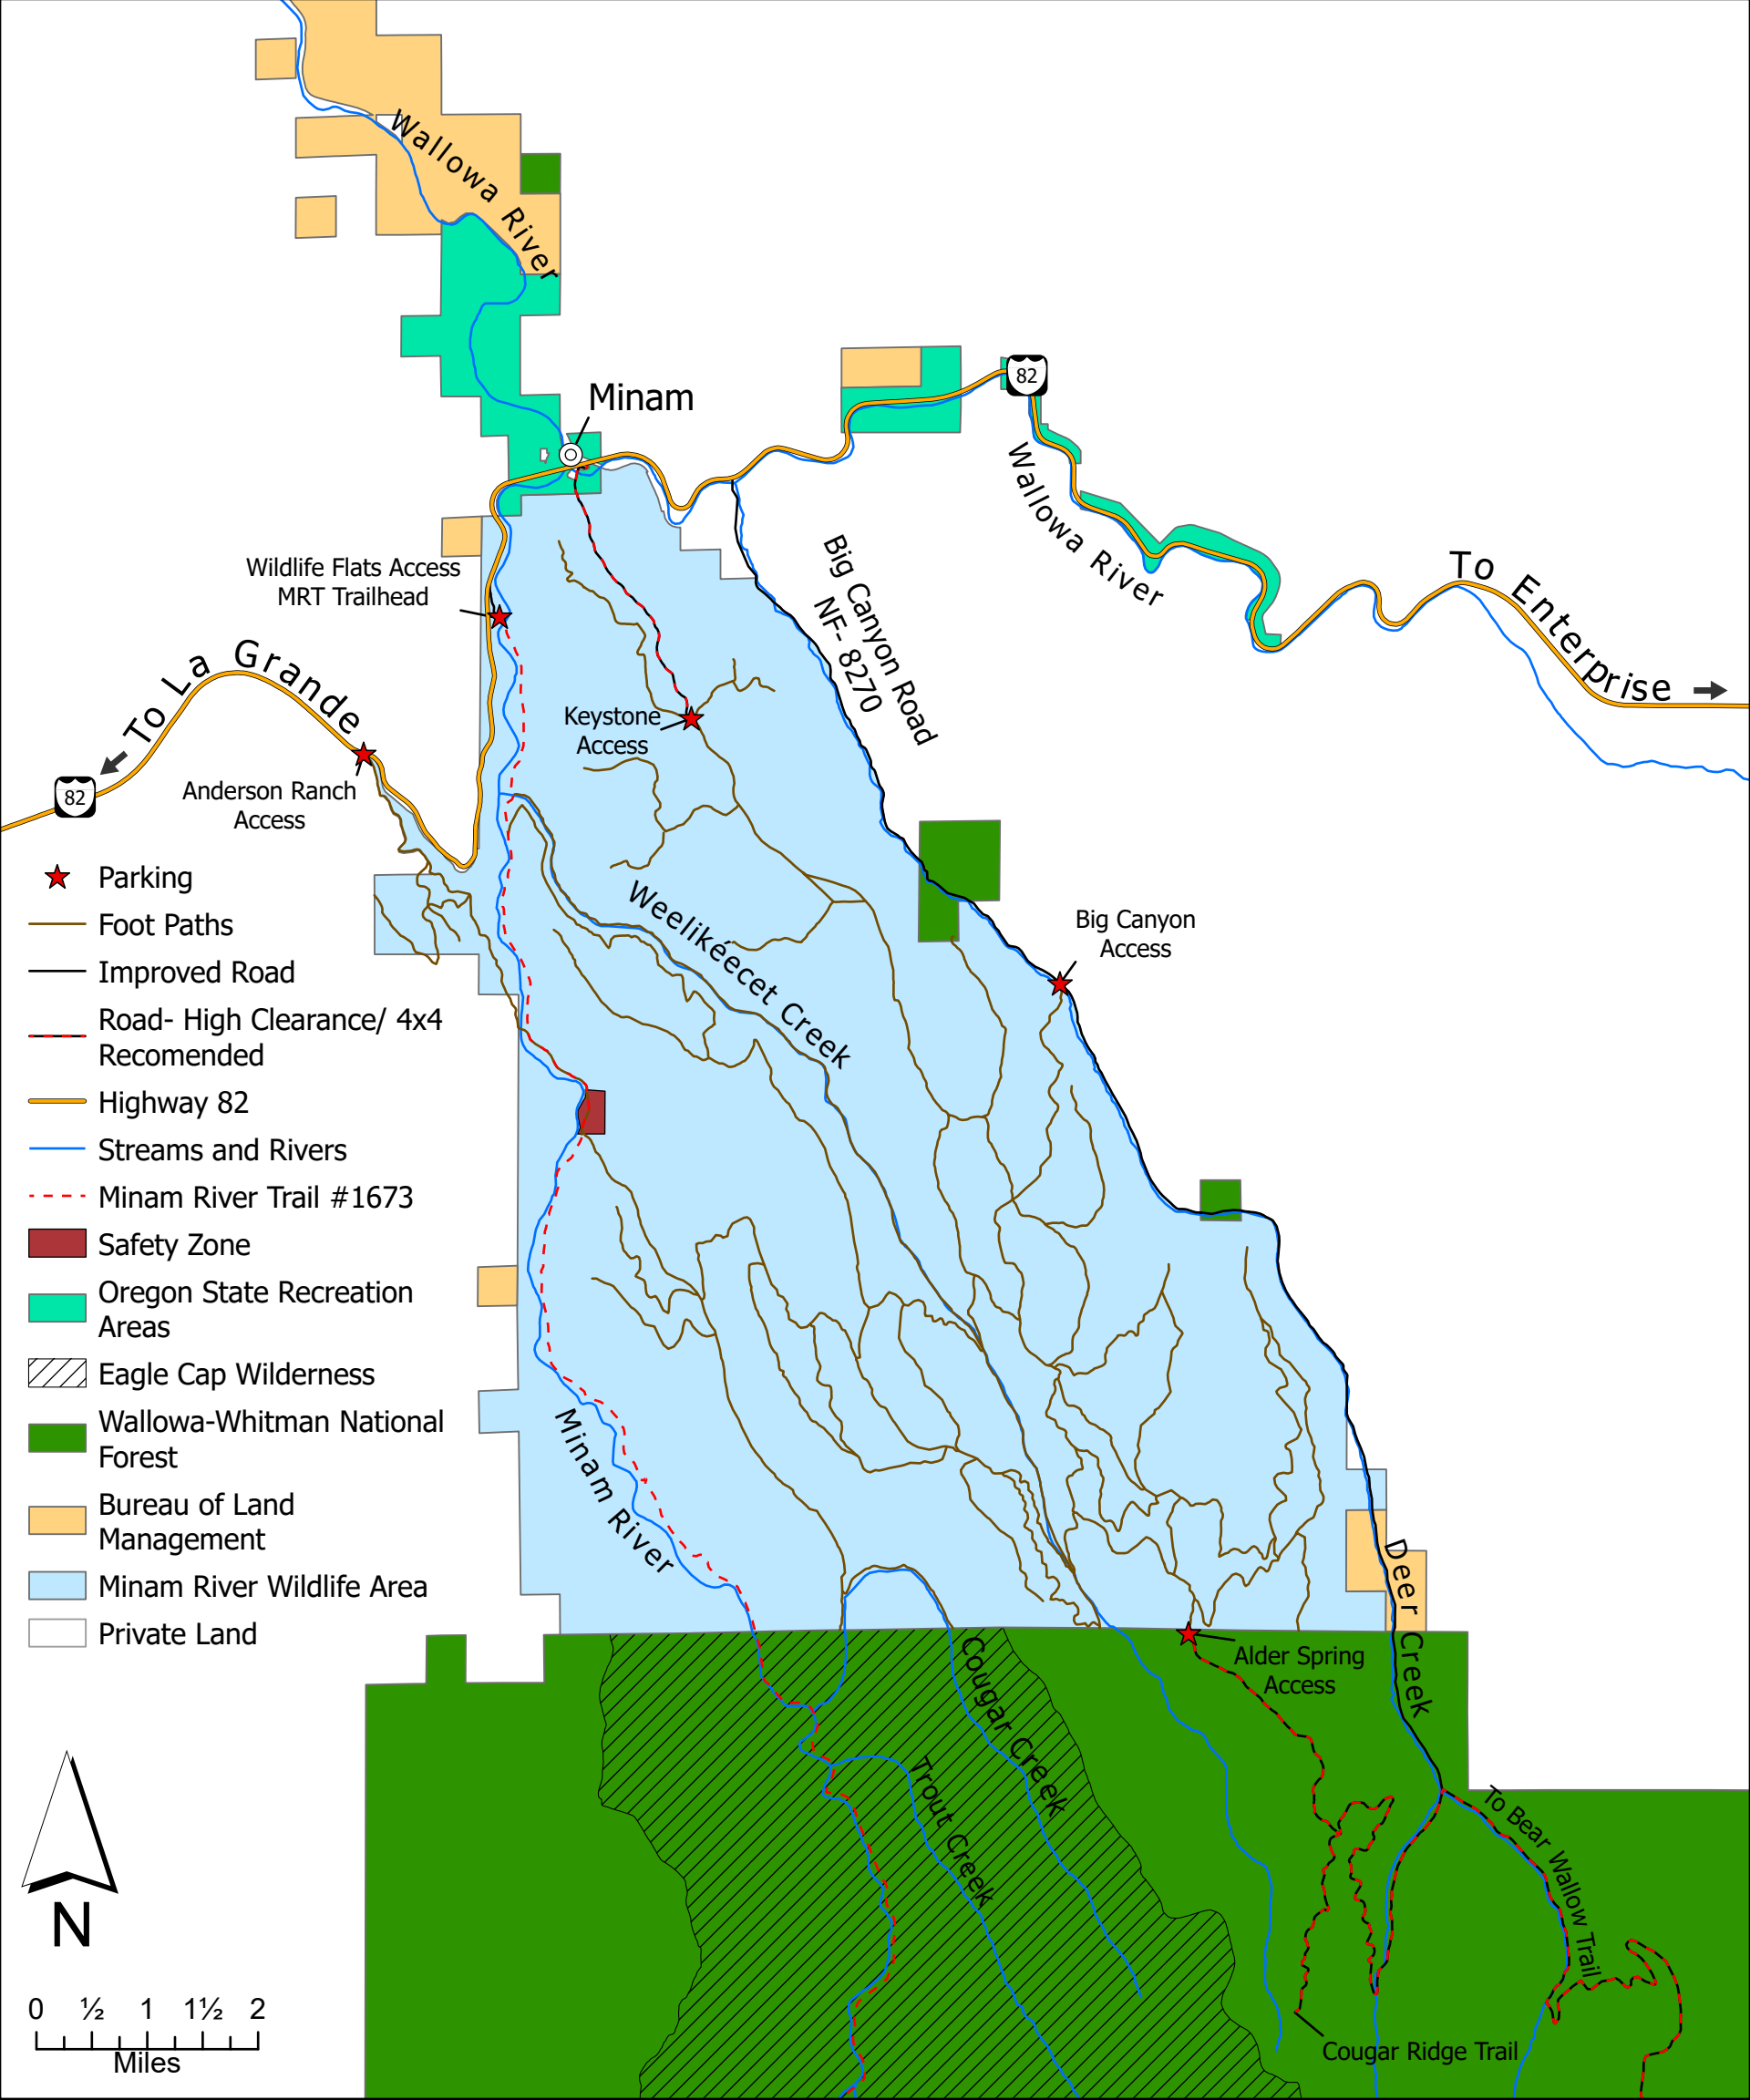 Wallowa River
Minam
82
Wallowa River
To Enterprise
Wildlife Flats Access
MRT Trailhead
Big Canyon Road
NF- 8270
To La Grande
Keystone
Access
82
Anderson Ranch
Access
Big Canyon
Access
Weelikéecet Creek
Minam River
Deer Creek
Alder Spring
Access
Cougar Creek
Trout Creek
To Bear Wallow Trail
Cougar Ridge Trail
Parking
Foot Paths
Improved Road
Road- High Clearance/ 4x4
Recomended
Highway 82
Streams and Rivers
Minam River Trail #1673
Safety Zone
Oregon State Recreation
Areas
Eagle Cap Wilderness
Wallowa-Whitman National
Forest
Bureau of Land
Management
Minam River Wildlife Area
Private Land
N
0 ½ 1 1½ 2
Miles